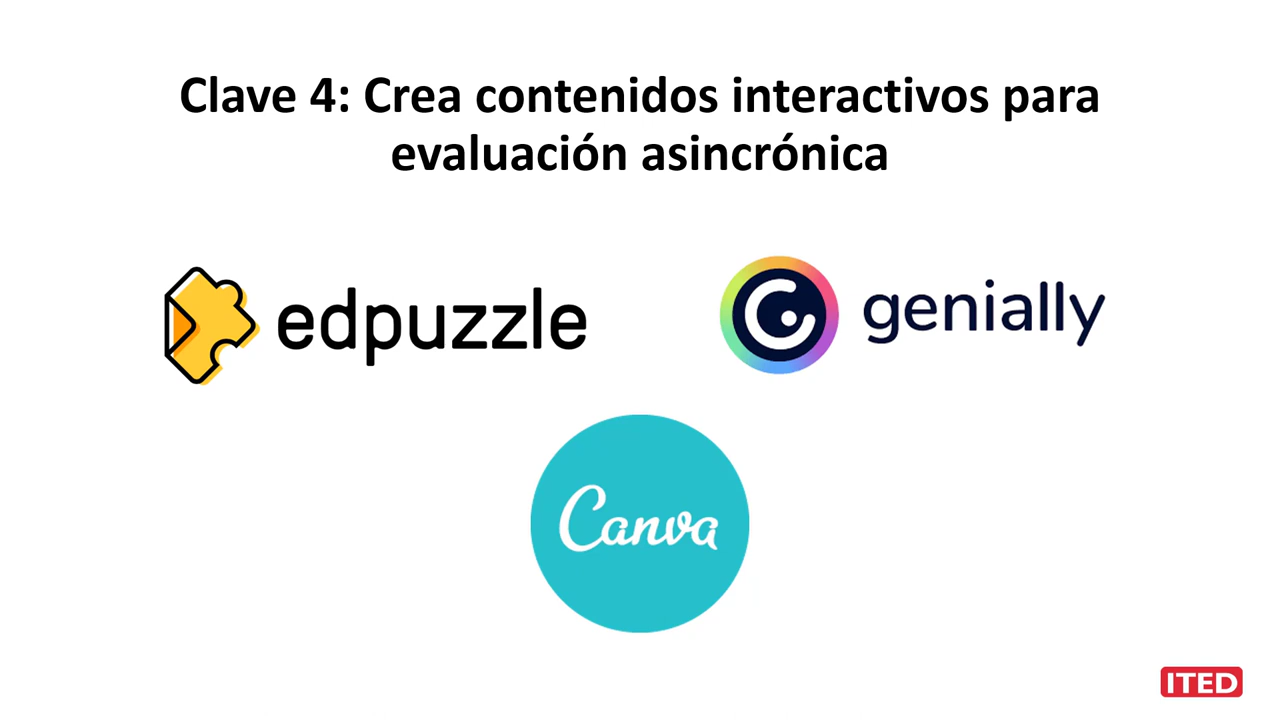 Clave 4: Crea contenidos interactivos para
evaluación asincrónica
edpuzzle
genially
Canva
ITED